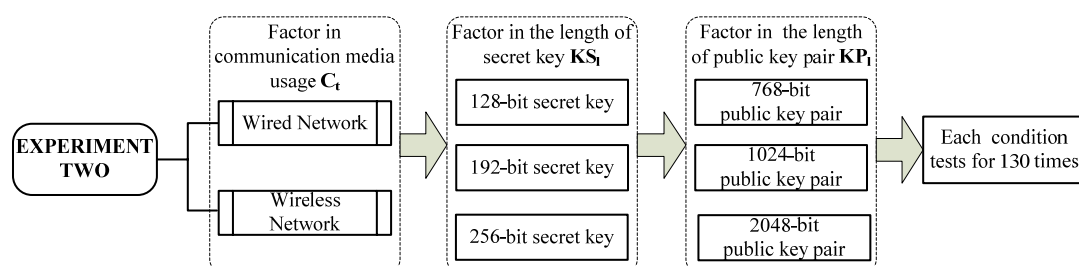 EXPERIMENT
TWO
Factor in
communication media
usage Ct
Wired Network
Wireless
Network
Factor in the length of
secret key KSl
128-bit secret key
192-bit secret key
256-bit secret key
Factor in the length
of public key pair KPl
768-bit
public key pair
1024-bit
public key pair
2048-bit
public key pair
Each condition
tests for 130 times